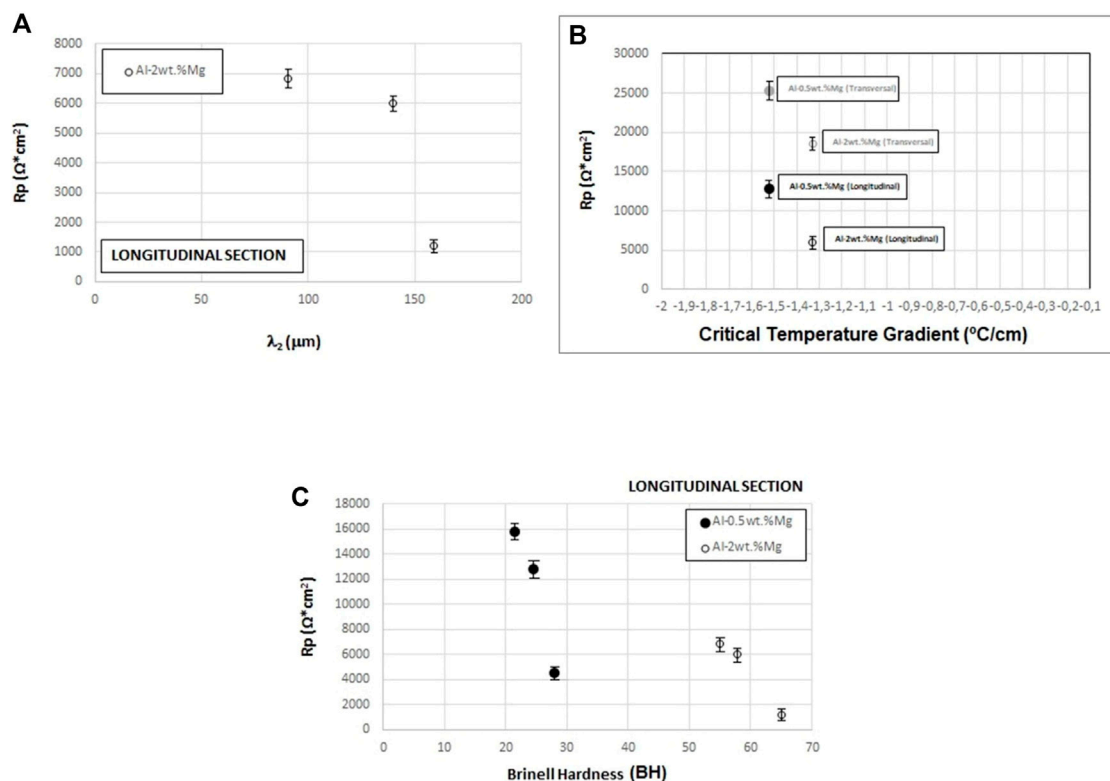 A
8000
7000
6000
5000
4000
3000
2000
1000
0
Rp (Ω*cm²)
Al-2wt.%Mg
LONGITUDINAL SECTION
0 50 100 150 200
λ₂ (μm)
B
30000
25000
20000
15000
10000
5000
0
Rp (Ω*cm²)
Al-0.5wt.%Mg (Transversal)
Al-2wt.%Mg (Transversal)
Al-0.5wt.%Mg (Longitudinal)
Al-2wt.%Mg (Longitudinal)
-2 -1,9-1,8-1,7-1,6-1,5-1,4-1,3-1,2-1,1 -1 -0,9-0,8-0,7-0,6-0,5-0,4-0,3-0,2-0,1
Critical Temperature Gradient (ºC/cm)
C
LONGITUDINAL SECTION
18000
16000
14000
12000
10000
8000
6000
4000
2000
0
Rp (Ω*cm²)
Al-0.5wt.%Mg
Al-2wt.%Mg
0 10 20 30 40 50 60 70
Brinell Hardness (BH)